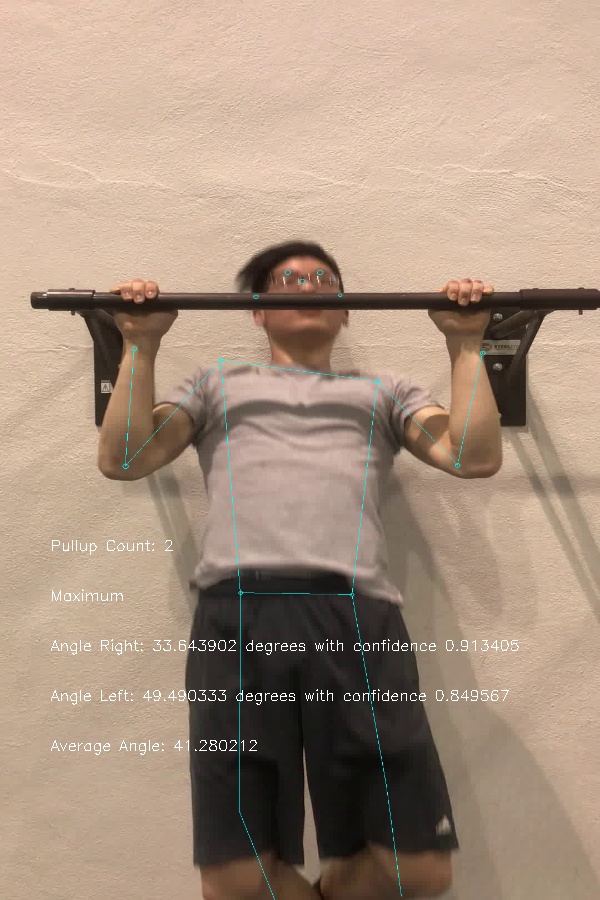 Pullup Count: 2
Maximum
Angle Right: 33.643902 degrees with confidence 0.913405
Angle Left: 49.490333 degrees with confidence 0.849567
Average Angle: 41.280212